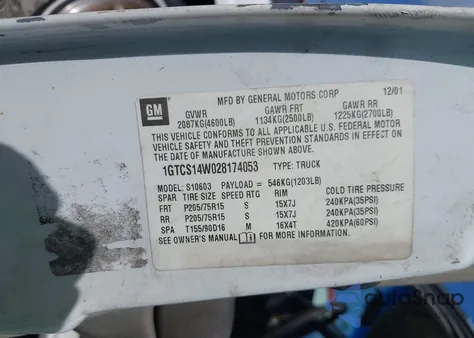 MFD BY GENERAL MOTORS CORP 12/01
GM
GVWR GAWR FRT GAWR RR
2087KG(4600LB) 1134KG(2500LB) 1225KG(2700LB)
THIS VEHICLE CONFORMS TO ALL APPLICABLE U.S. FEDERAL MOTOR
VEHICLE SAFETY AND THEFT PREVENTION STANDARDS IN EFFECT ON
THE DATE OF MANUFACTURE SHOWN ABOVE.
1GTCS14W028174053 TYPE: TRUCK
MODEL: S10603 PAYLOAD = 546KG(1203LB)
SPAR TIRE SIZE SPEED RTG RIM COLD TIRE PRESSURE
FRT P205/75R15 S 15X7J 240KPA(35PSI)
RR P205/75R15 S 15X7J 240KPA(35PSI)
SPA T155/90D16 M 16X4T 420KPA(60PSI)
SEE OWNER'S MANUAL FOR MORE INFORMATION
autoSnap